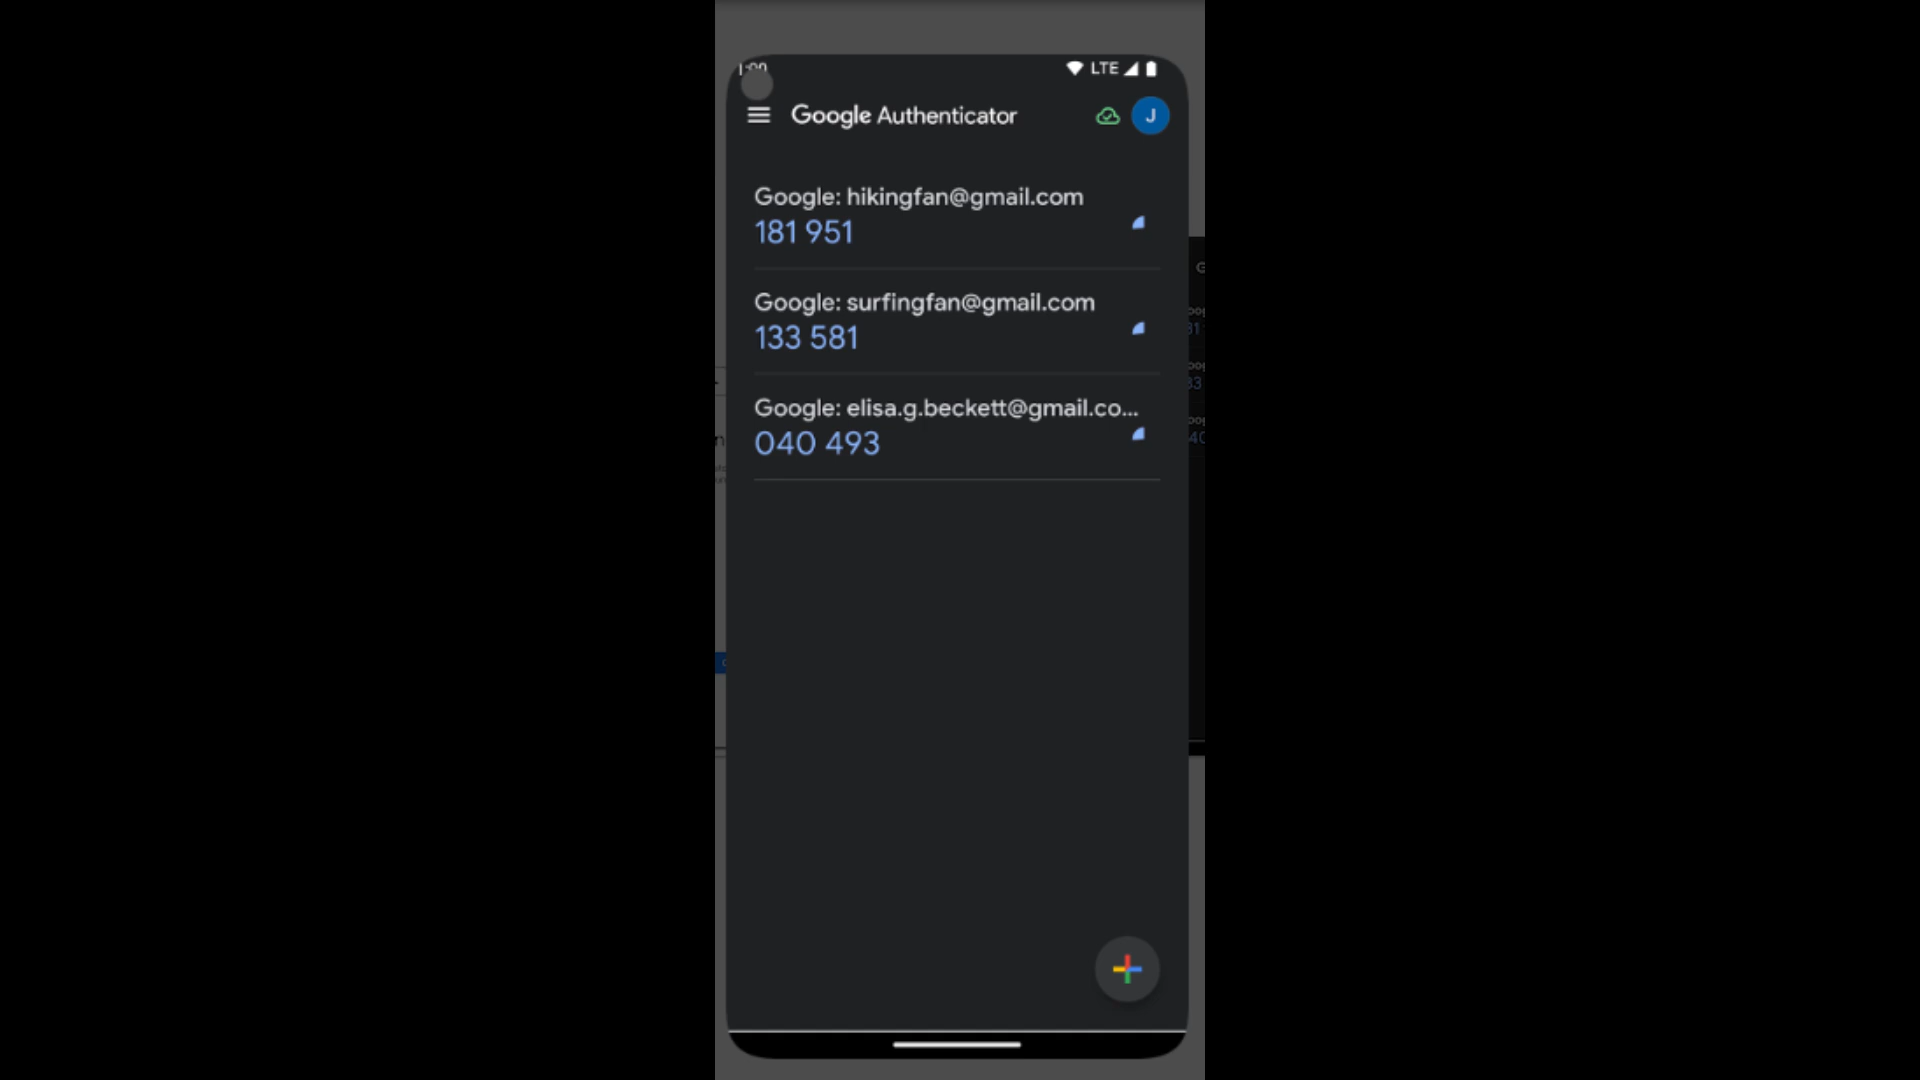 LTE
Google Authenticator
J
Google: hikingfan@gmail.com
181 951
Google: surfingfan@gmail.com
133 581
Google: elisa.g.beckett@gmail.co...
040 493